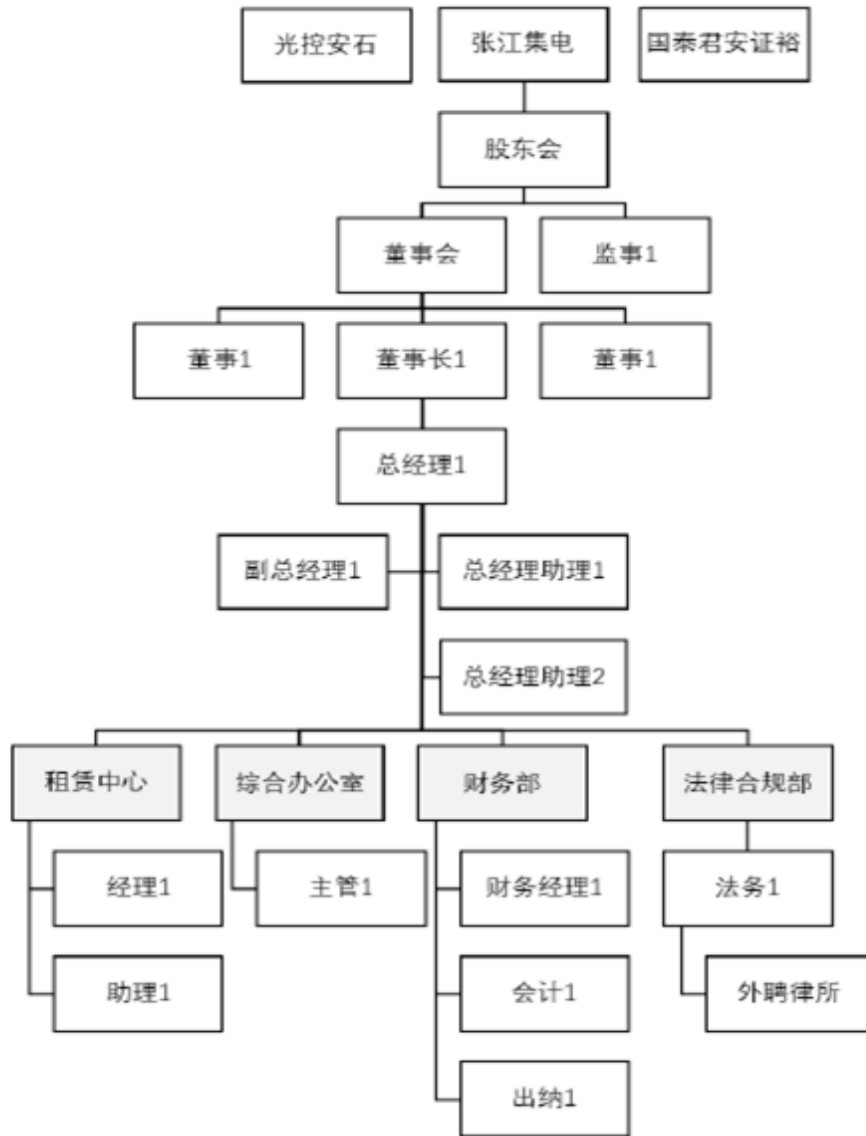 光控安石
张江集电
国泰君安证裕
股东会
董事会
监事1
董事1
董事长1
董事1
总经理1
副总经理1
总经理助理1
总经理助理2
租赁中心
综合办公室
财务部
法律合规部
经理1
主管1
财务经理1
法务1
助理1
会计1
外聘律所
出纳1